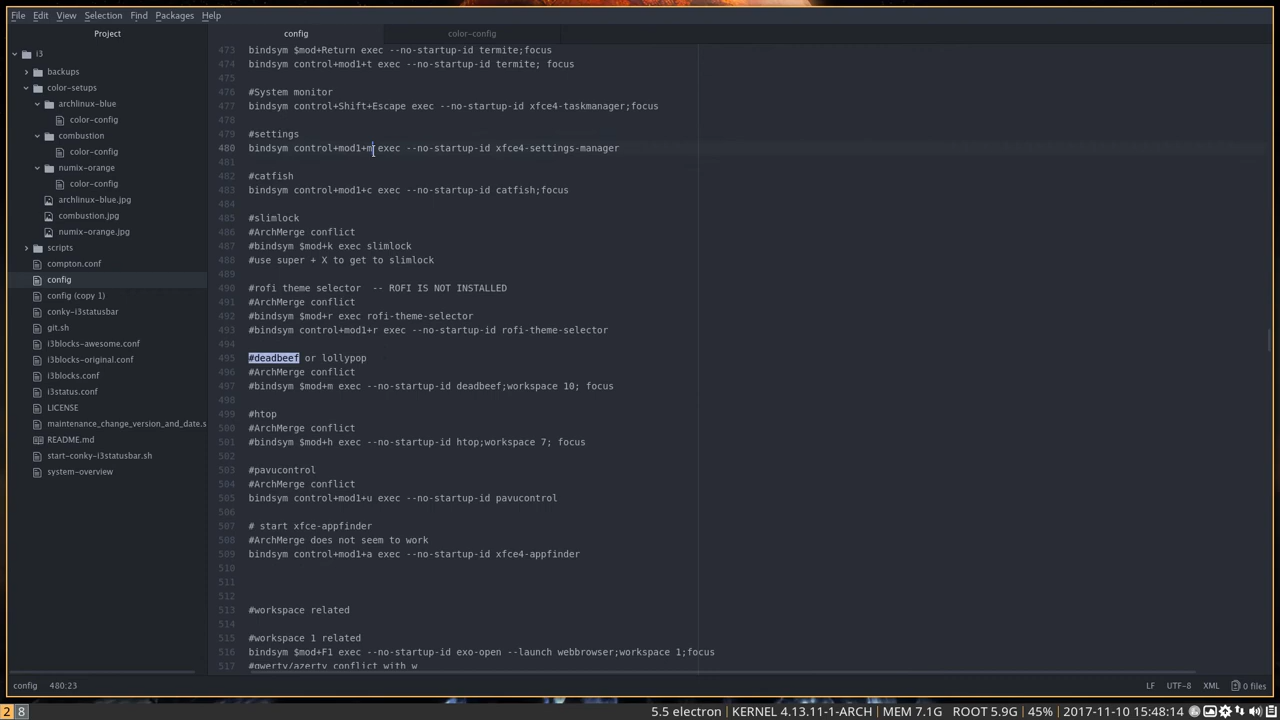 File Edit View Selection Find Packages Help
Project
config
color-config
i3
backups
color-setups
archlinux-blue
color-config
combustion
color-config
numix-orange
color-config
archlinux-blue.jpg
combustion.jpg
numix-orange.jpg
scripts
compton.conf
config
config (copy 1)
conky-i3statusbar
git.sh
i3blocks-awesome.conf
i3blocks-original.conf
i3blocks.conf
i3status.conf
LICENSE
maintenance_change_version_and_date.s
README.md
start-conky-i3statusbar.sh
system-overview
473 bindsym $mod+Return exec --no-startup-id termite;focus
474 bindsym control+mod1+t exec --no-startup-id termite; focus
475
476 #System monitor
477 bindsym control+Shift+Escape exec --no-startup-id xfce4-taskmanager;focus
478
479 #settings
480 bindsym control+mod1+m exec --no-startup-id xfce4-settings-manager
481
482 #catfish
483 bindsym control+mod1+c exec --no-startup-id catfish;focus
484
485 #slimlock
486 #ArchMerge conflict
487 #bindsym $mod+k exec slimlock
488 #use super + X to get to slimlock
489
490 #rofi theme selector  -- ROFI IS NOT INSTALLED
491 #ArchMerge conflict
492 #bindsym $mod+r exec rofi-theme-selector
493 #bindsym control+mod1+r exec --no-startup-id rofi-theme-selector
494
495 #deadbeef or lollypop
496 #ArchMerge conflict
497 #bindsym $mod+m exec --no-startup-id deadbeef;workspace 10; focus
498
499 #htop
500 #ArchMerge conflict
501 #bindsym $mod+h exec --no-startup-id htop;workspace 7; focus
502
503 #pavucontrol
504 #ArchMerge conflict
505 bindsym control+mod1+u exec --no-startup-id pavucontrol
506
507 # start xfce-appfinder
508 #ArchMerge does not seem to work
509 bindsym control+mod1+a exec --no-startup-id xfce4-appfinder
510
511
512
513 #workspace related
514
515 #workspace 1 related
516 bindsym $mod+F1 exec --no-startup-id exo-open --launch webbrowser;workspace 1;focus
517 #qwerty/azerty conflict with w
config 480:23 LF UTF-8 XML 0 files
2 8 5.5 electron | KERNEL 4.13.11-1-ARCH | MEM 7.1G | ROOT 5.9G | 45% | 2017-11-10 15:48:14